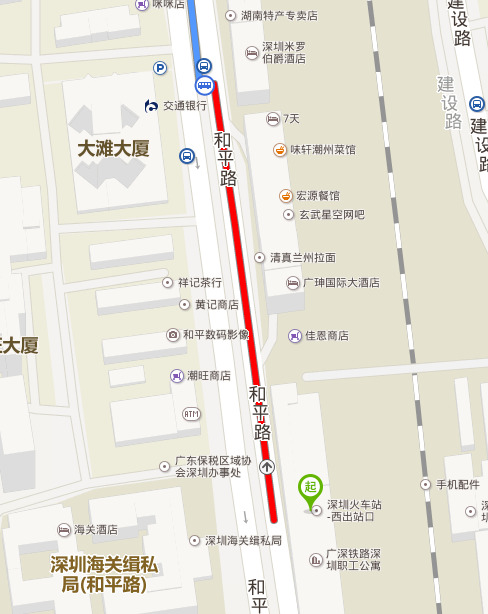 咪咪店
湖南特产专卖店
建设路
深圳米罗
伯爵酒店
P
建设路
建
路
交通银行
7天
和平路
大滩大厦
味轩潮州菜馆
宏源餐馆
玄武星空网吧
清真兰州拉面
祥记茶行
广珅国际大酒店
黄记商店
和平数码影像
佳恩商店
大厦
潮旺商店
和平路
ATM
广东保税区域协
会深圳办事处
起
手机配件
深圳火车站
-西出站口
海关酒店
深圳海关缉私局
深圳海关缉私
局(和平路)
广深铁路深
圳职工公寓
和平